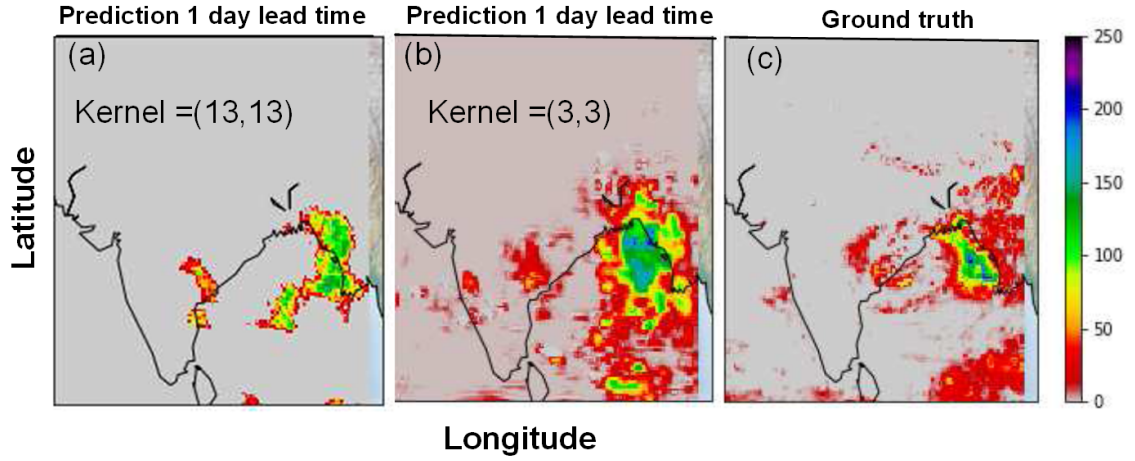 Prediction 1 day lead time
Prediction 1 day lead time
Ground truth
(a)
(b)
(c)
Kernel =(13,13)
Kernel =(3,3)
Latitude
Longitude
250
200
150
100
50
0